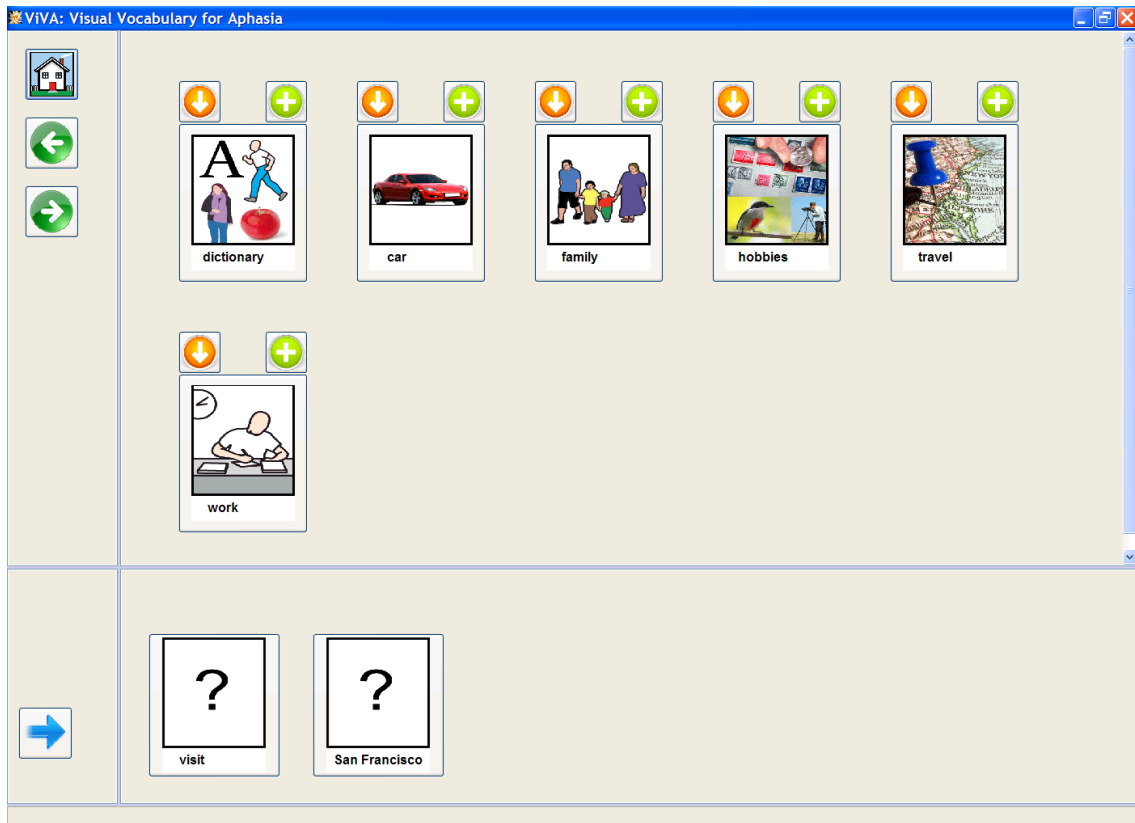 ViVA: Visual Vocabulary for Aphasia
A
dictionary
car
family
hobbies
travel
work
?
?
visit
San Francisco